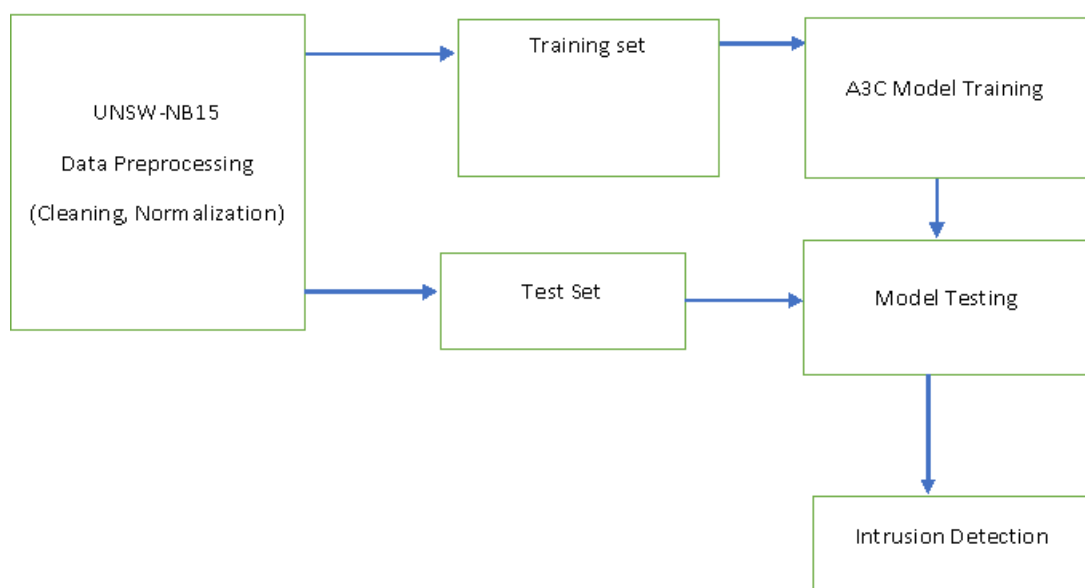 UNSW-NB15
Data Preprocessing
(Cleaning, Normalization)
Training set
A3C Model Training
Test Set
Model Testing
Intrusion Detection